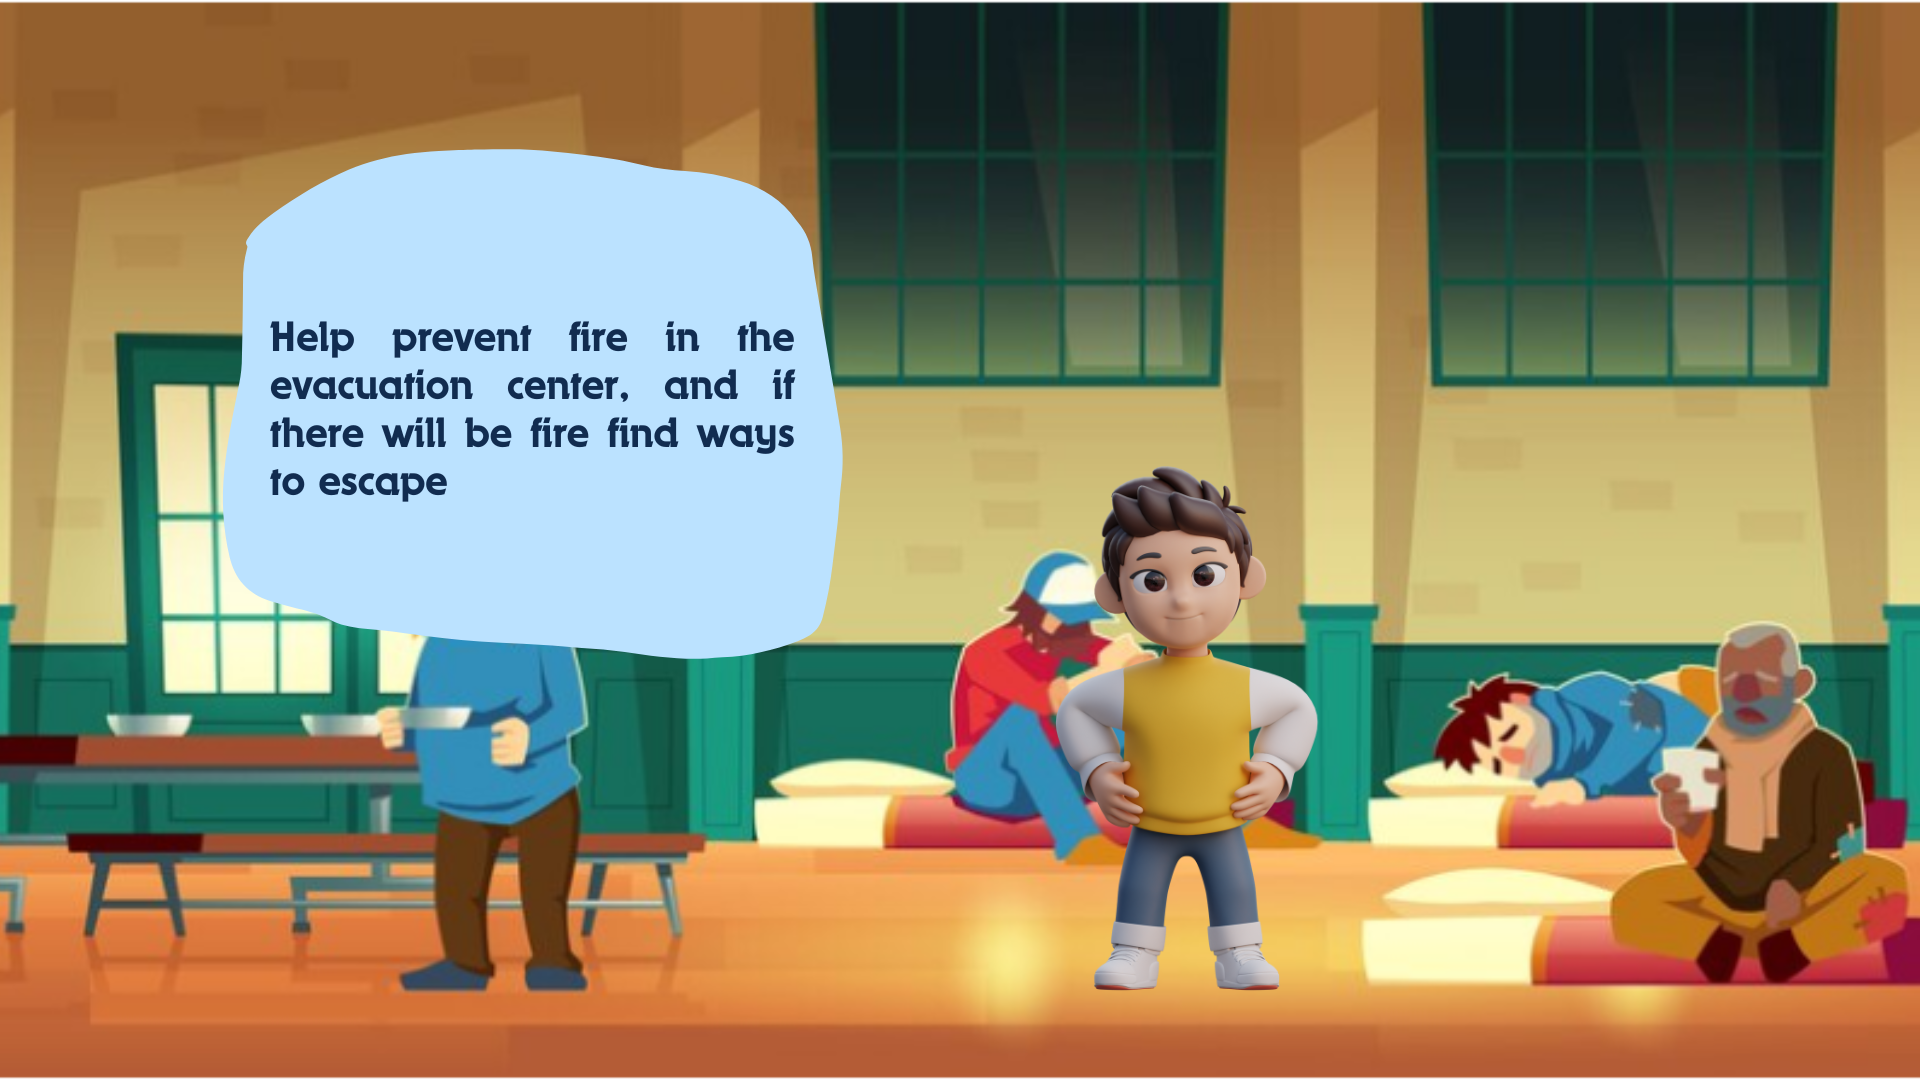 Help prevent fire in the
evacuation center, and if
there will be fire find ways
to escape